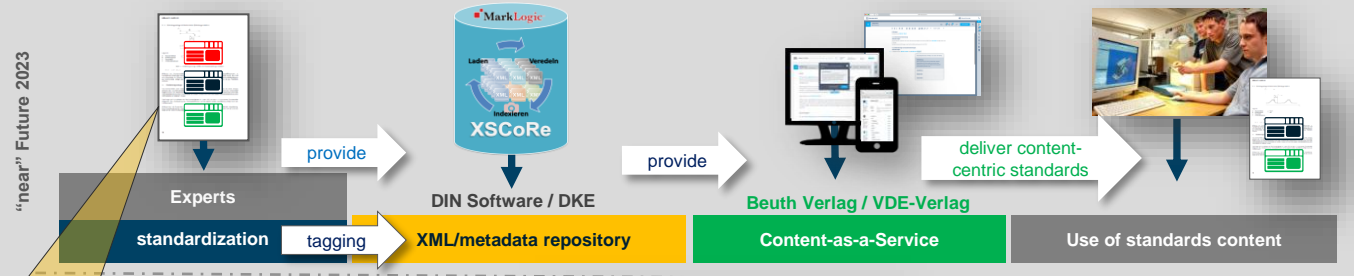 "near" Future 2023
MarkLogic
Laden
Veredeln
Indexieren
XSCoRe
provide
provide
deliver content-
centric standards
Experts
DIN Software / DKE
Beuth Verlag / VDE-Verlag
standardization
tagging
XML/metadata repository
Content-as-a-Service
Use of standards content